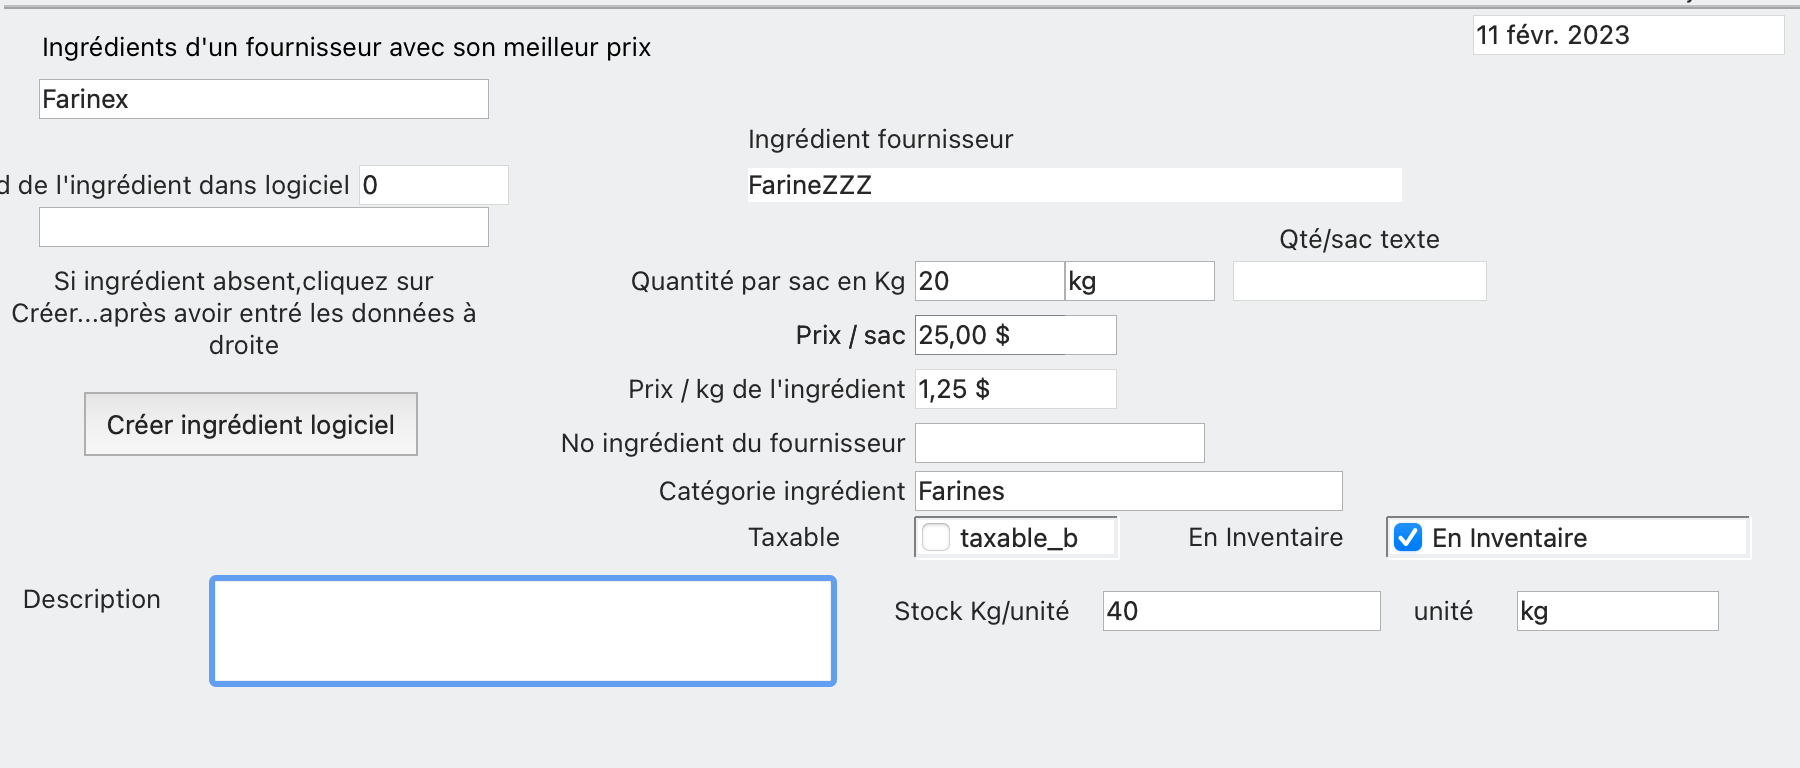 11 févr. 2023
Ingrédients d'un fournisseur avec son meilleur prix
Farinex
Ingrédient fournisseur
d de l'ingrédient dans logiciel 0
FarineZZZ
Qté/sac texte
Si ingrédient absent,cliquez sur
Créer...après avoir entré les données à
droite
Quantité par sac en Kg 20 kg
Prix / sac 25,00 $
Prix / kg de l'ingrédient 1,25 $
Créer ingrédient logiciel
No ingrédient du fournisseur
Catégorie ingrédient Farines
Taxable taxable_b En Inventaire En Inventaire
Description
Stock Kg/unité 40 unité kg